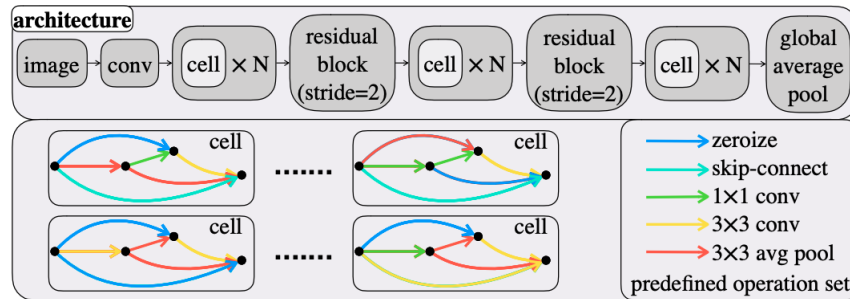 architecture
image
conv
cell × N
residual
block
(stride=2)
cell × N
residual
block
(stride=2)
cell × N
global
average
pool
cell
cell
zeroize
skip-connect
1×1 conv
3×3 conv
3×3 avg pool
predefined operation set
cell
cell